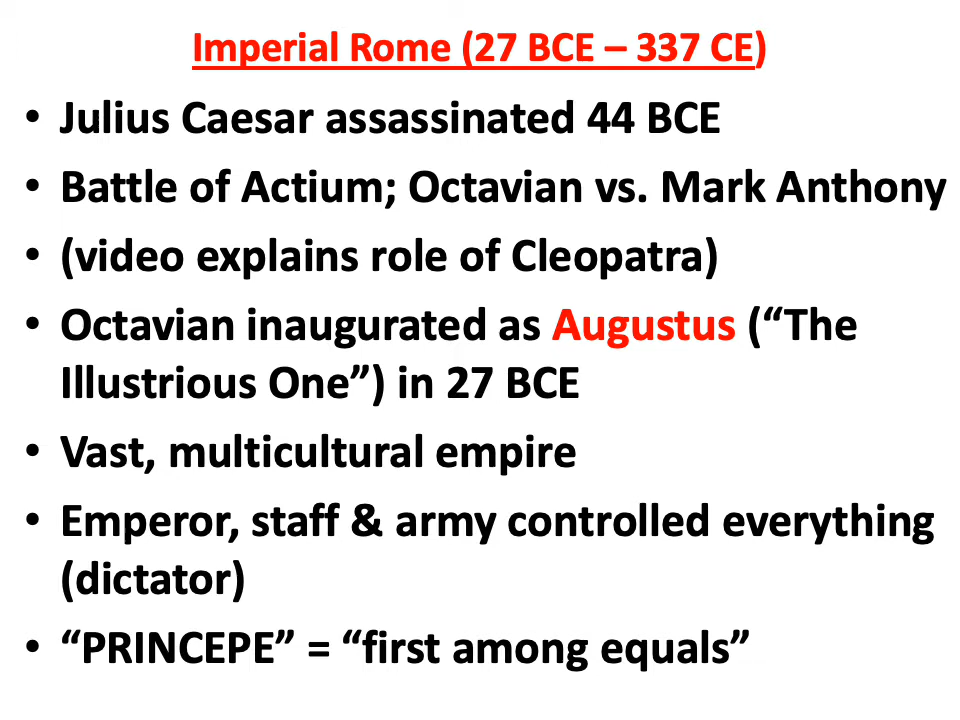 Imperial Rome (27 BCE – 337 CE)
• Julius Caesar assassinated 44 BCE
• Battle of Actium; Octavian vs. Mark Anthony
• (video explains role of Cleopatra)
• Octavian inaugurated as Augustus (“The
Illustrious One”) in 27 BCE
• Vast, multicultural empire
• Emperor, staff & army controlled everything
(dictator)
• “PRINCEPE” = “first among equals”